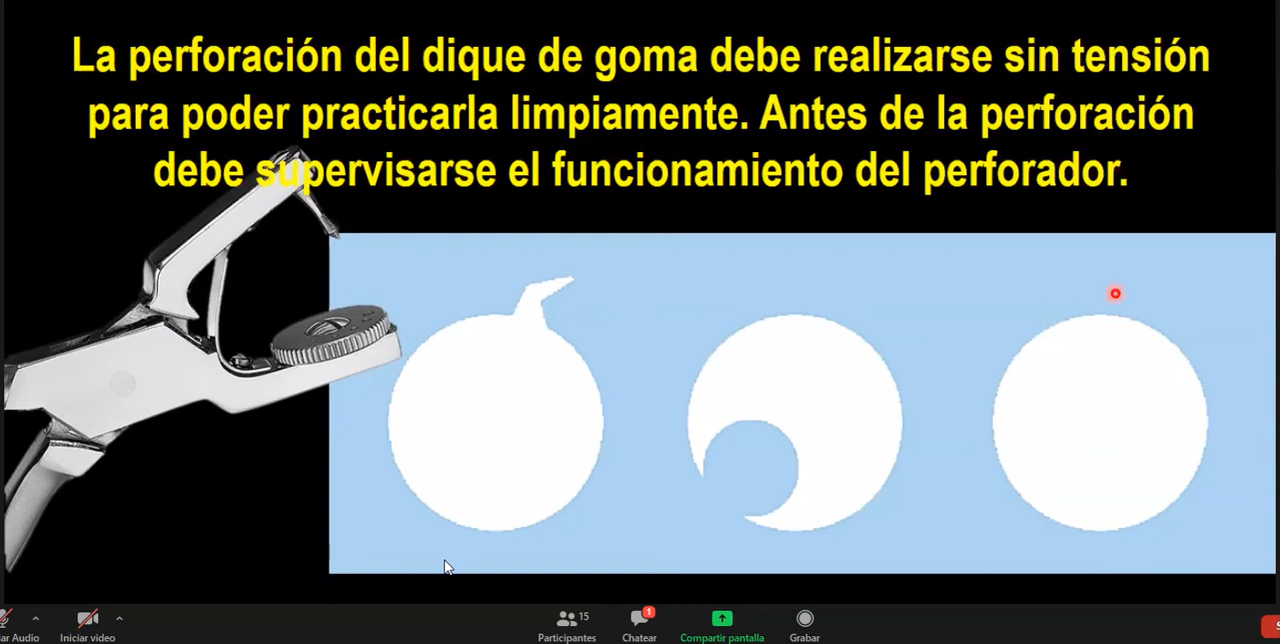 La perforación del dique de goma debe realizarse sin tensión
para poder practicarla limpiamente. Antes de la perforación
debe supervisarse el funcionamiento del perforador.
15
1
ar Audio
Iniciar video
Participantes
Chatear
Compartir pantalla
Grabar
S